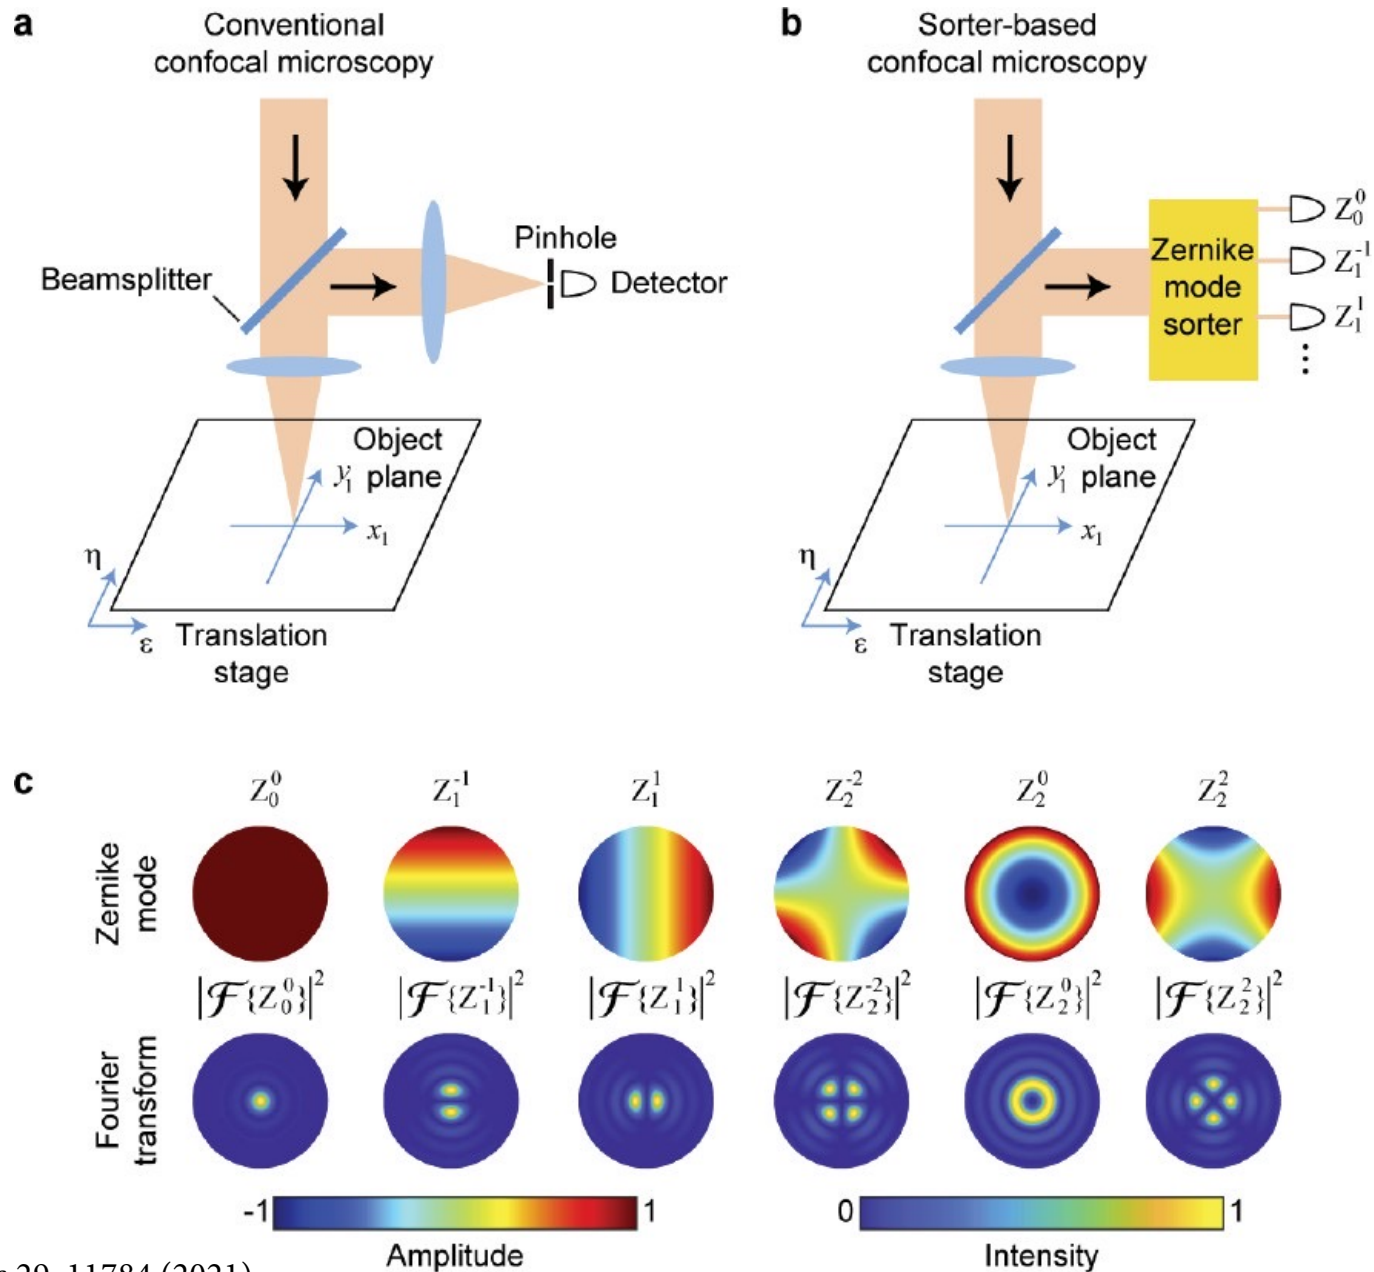 a
Conventional
confocal microscopy
Beamsplitter
Pinhole
Detector
Object
plane
y₁
x₁
η
ε
Translation
stage
b
Sorter-based
confocal microscopy
Zernike
mode
sorter
Z₀⁰
Z₁⁻¹
Z₁¹
⋮
Object
plane
y₁
x₁
η
ε
Translation
stage
c
Z₀⁰ Z₁⁻¹ Z₁¹ Z₂⁻² Z₂⁰ Z₂²
Zernike
mode
|ℱ{Z₀⁰}|² |ℱ{Z₁⁻¹}|² |ℱ{Z₁¹}|² |ℱ{Z₂⁻²}|² |ℱ{Z₂⁰}|² |ℱ{Z₂²}|²
Fourier
transform
-1 1
Amplitude
0 1
Intensity
29, 11784 (2021)